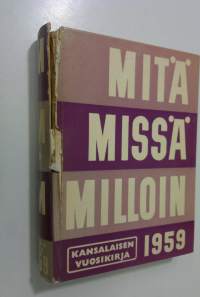 MITÄ
MISSÄ
MILLOIN
KANSALAISEN
VUOSIKIRJA
1959